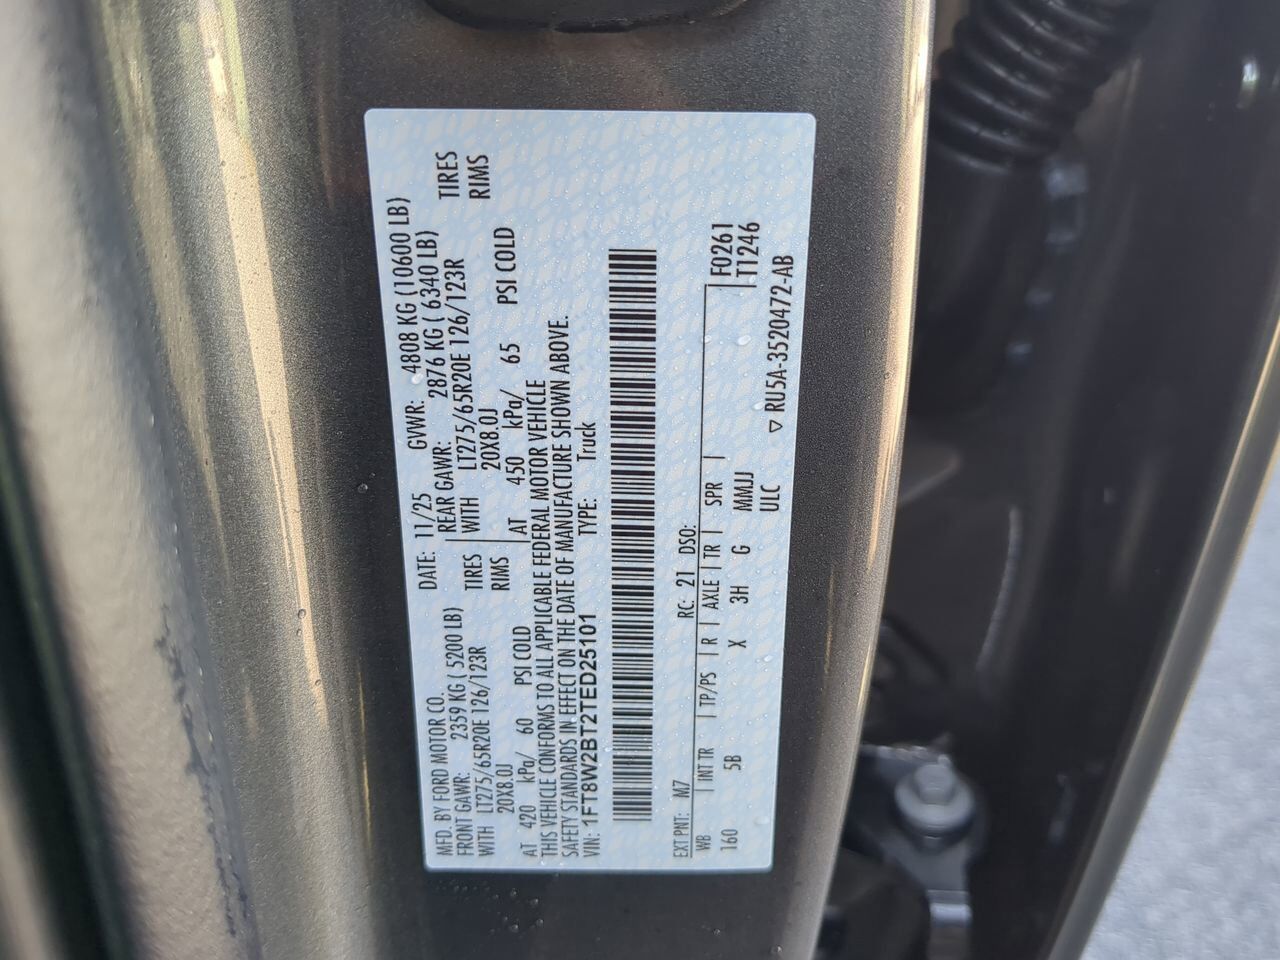 MFD. BY FORD MOTOR CO. DATE: 11/25 GVWR: 4808 KG (10600 LB)
FRONT GAWR: 2359 KG ( 5200 LB) REAR GAWR: 2876 KG ( 6340 LB)
WITH LT275/65R20E 126/123R TIRES WITH LT275/65R20E 126/123R TIRES
20X8.0J RIMS 20X8.0J RIMS
AT 420 kPa/ 60 PSI COLD AT 450 kPa/ 65 PSI COLD
THIS VEHICLE CONFORMS TO ALL APPLICABLE FEDERAL MOTOR VEHICLE
SAFETY STANDARDS IN EFFECT ON THE DATE OF MANUFACTURE SHOWN ABOVE.
VIN: 1FT8W2BT2TED25101 TYPE: Truck
EXT PNT: M7 RC: 21 DSO:
WB INT TR TP/PS R AXLE TR SPR F0261
160 5B X 3H G MMJJ T1246
ULC
▽ RU5A-3520472-AB